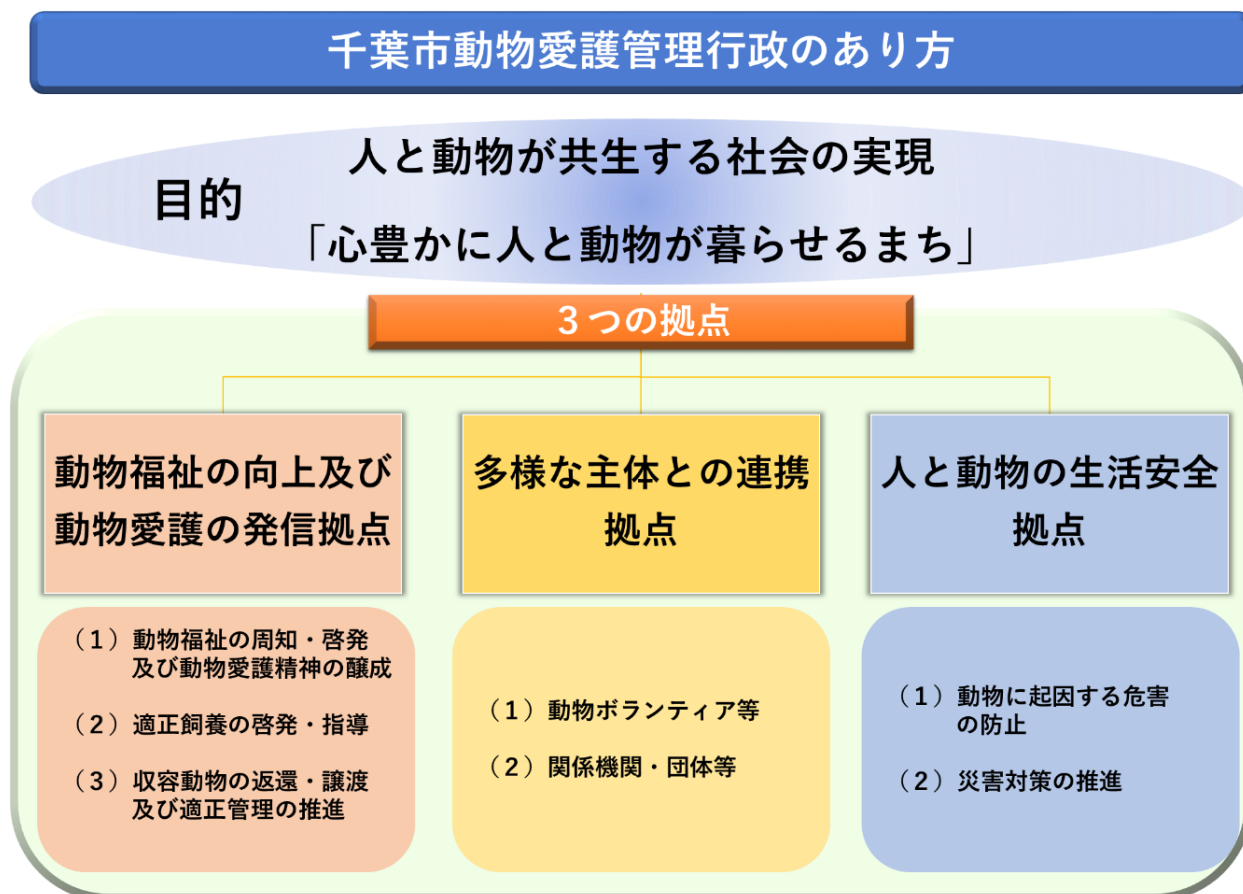 千葉市動物愛護管理行政のあり方
目的
人と動物が共生する社会の実現
「心豊かに人と動物が暮らせるまち」
３つの拠点
動物福祉の向上及び
動物愛護の発信拠点
（１）動物福祉の周知・啓発
及び動物愛護精神の醸成
（２）適正飼養の啓発・指導
（３）収容動物の返還・譲渡
及び適正管理の推進
多様な主体との連携
拠点
（１）動物ボランティア等
（２）関係機関・団体等
人と動物の生活安全
拠点
（１）動物に起因する危害
の防止
（２）災害対策の推進